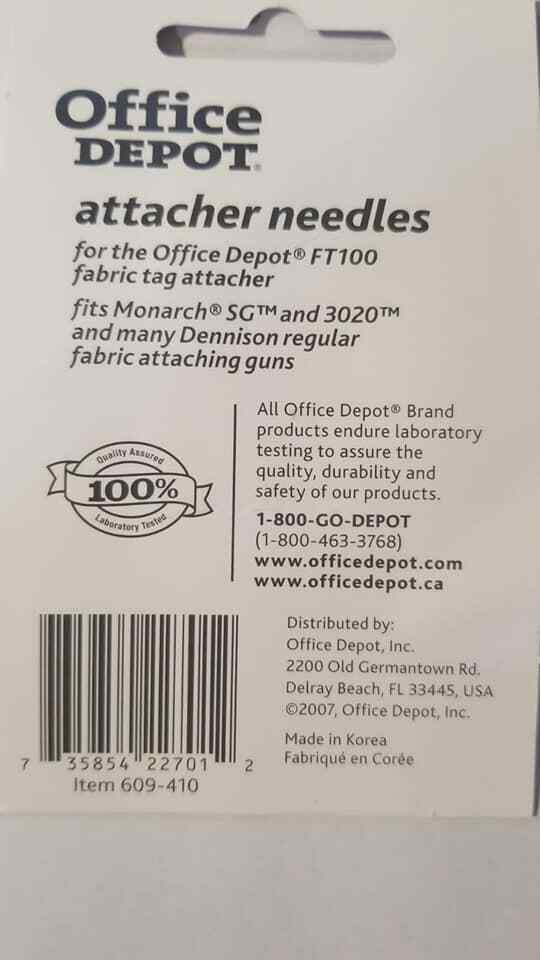 Office
DEPOT®
attacher needles
for the Office Depot® FT100
fabric tag attacher
fits Monarch® SG™ and 3020™
and many Dennison regular
fabric attaching guns
Quality Assured
100%
Laboratory Tested
All Office Depot® Brand
products endure laboratory
testing to assure the
quality, durability and
safety of our products.
1-800-GO-DEPOT
(1-800-463-3768)
www.officedepot.com
www.officedepot.ca
7 35854 22701 2
Item 609-410
Distributed by:
Office Depot, Inc.
2200 Old Germantown Rd.
Delray Beach, FL 33445, USA
©2007, Office Depot, Inc.
Made in Korea
Fabriqué en Corée